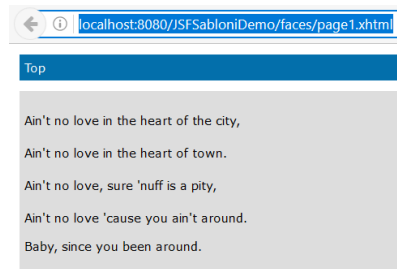 localhost:8080/JSFSabloniDemo/faces/page1.xhtml
Top
Ain't no love in the heart of the city,
Ain't no love in the heart of town.
Ain't no love, sure 'nuff is a pity,
Ain't no love 'cause you ain't around.
Baby, since you been around.